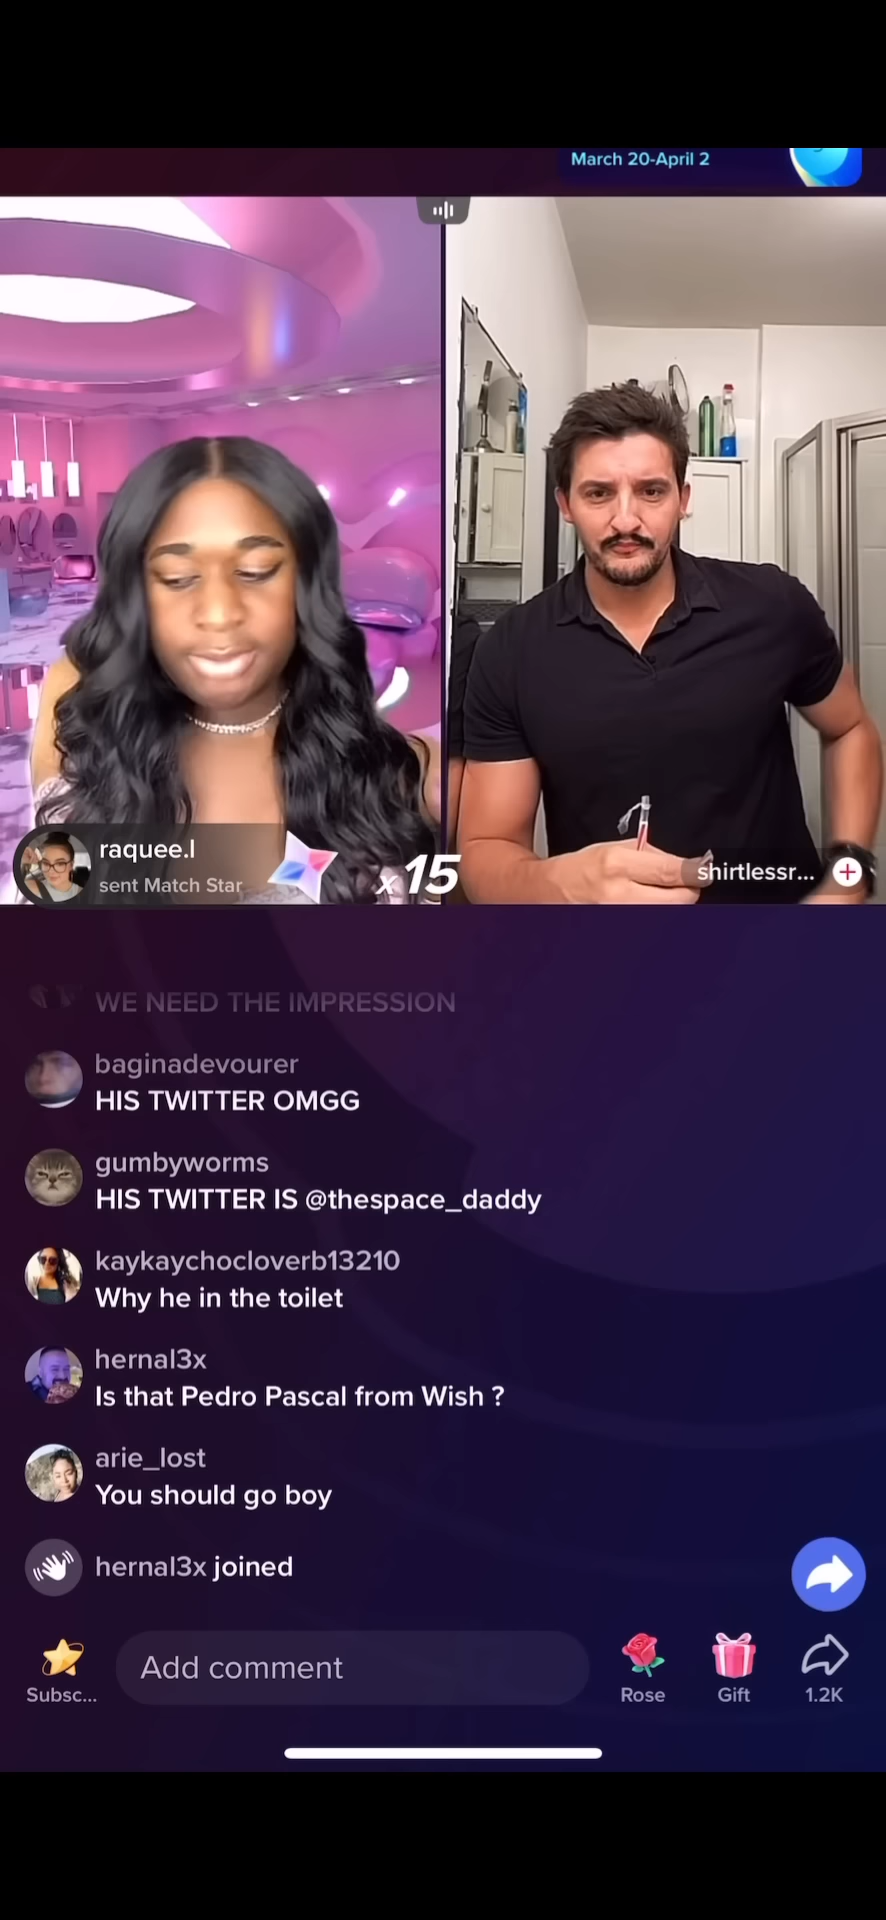 March 20-April 2
raquee.l
sent Match Star
x15
shirtlessr...
WE NEED THE IMPRESSION
baginadevourer
HIS TWITTER OMGG
gumbyworms
HIS TWITTER IS @thespace_daddy
kaykaychocloverb13210
Why he in the toilet
hernal3x
Is that Pedro Pascal from Wish ?
arie_lost
You should go boy
hernal3x joined
Add comment
Subsc...
Rose
Gift
1.2K